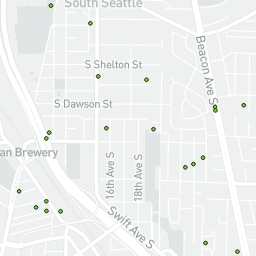 South Seattle
S Shelton St
Beacon Ave S
S Dawson St
an Brewery
16th Ave S
18th Ave S
Swift Ave S